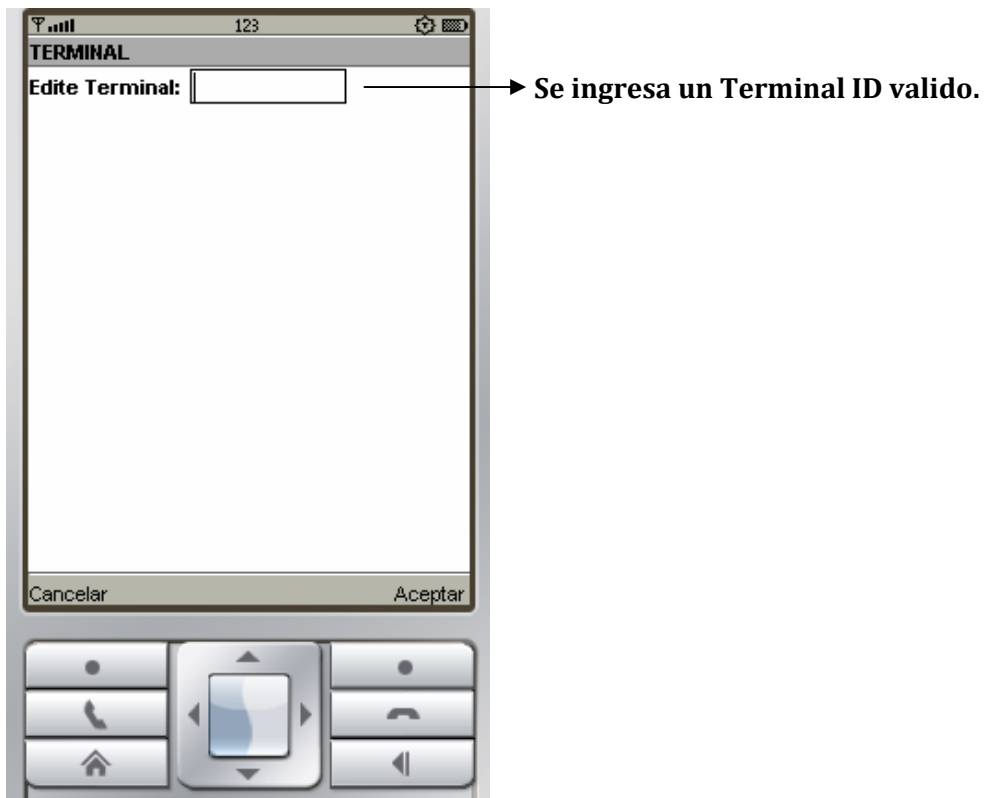 123
TERMINAL
Edite Terminal:
Se ingresa un Terminal ID valido.
Cancelar
Aceptar